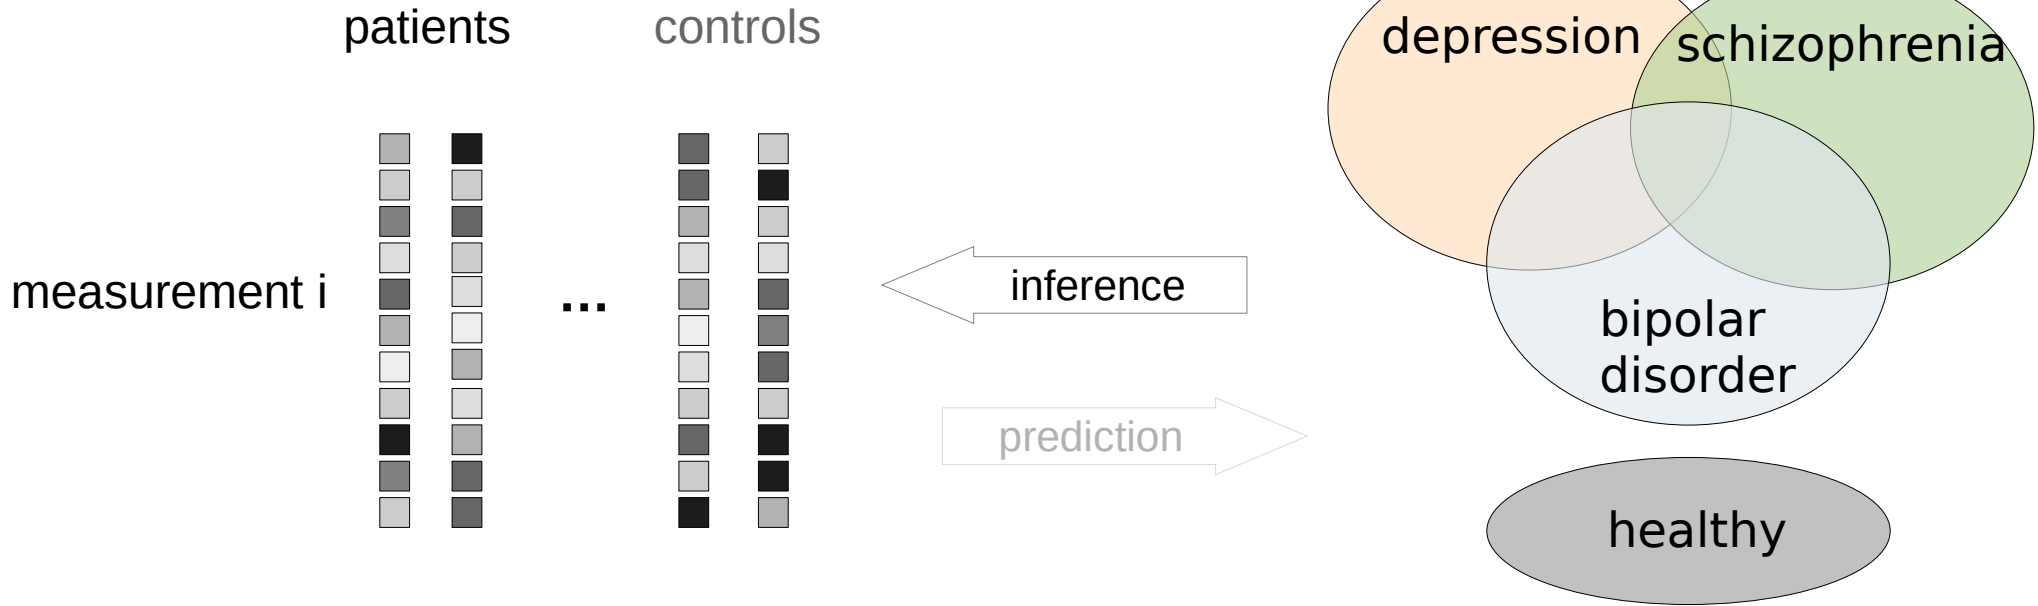 patients
controls
measurement i
...
inference
prediction
depression
schizophrenia
bipolar
disorder
healthy